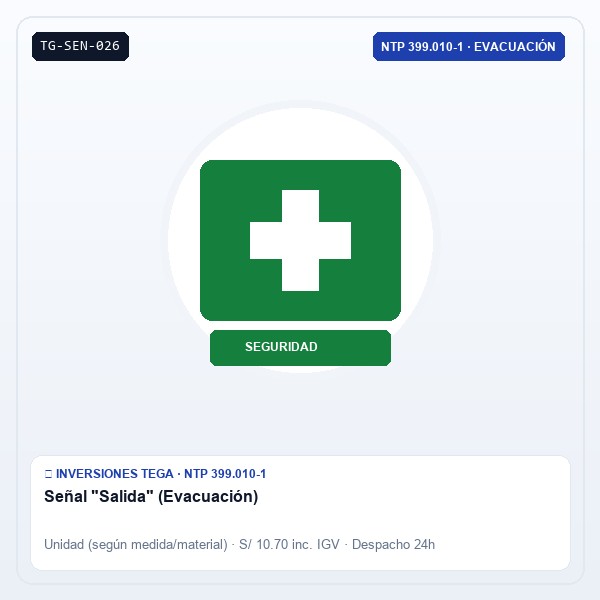 TG-SEN-026
NTP 399.010-1 · EVACUACIÓN
SEGURIDAD
INVERSIONES TEGA · NTP 399.010-1
Señal "Salida" (Evacuación)
Unidad (según medida/material) · S/ 10.70 inc. IGV · Despacho 24h